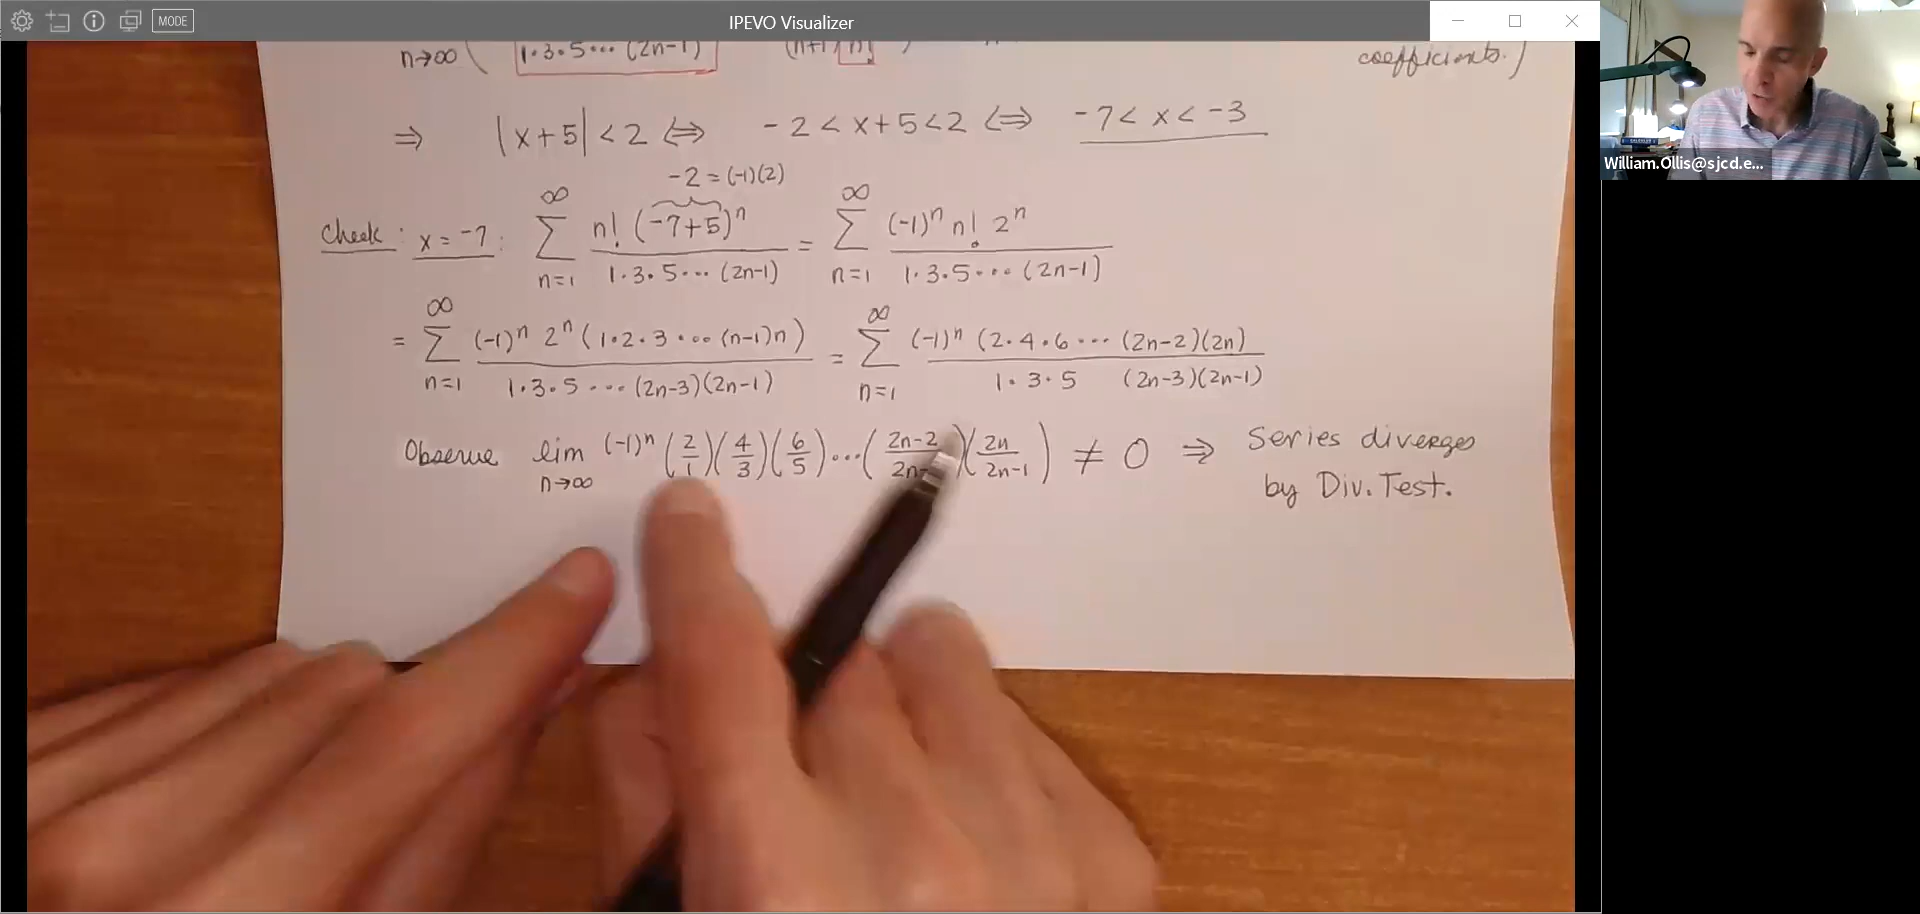 MODE
IPEVO Visualizer
n→∞ ( 1·3·5··· (2n-1) (n+1) n! )
coefficients.)
⇒ |x+5| < 2 ⇔ -2 < x+5 < 2 ⇔ -7 < x < -3
William.Ollis@sjcd.e...
-2 = (-1)(2)
Check: x = -7: ∞ ∑ n=1 n! (-7+5)^n / 1·3·5··· (2n-1) = ∞ ∑ n=1 (-1)^n n! 2^n / 1·3·5··· (2n-1)
= ∞ ∑ n=1 (-1)^n 2^n (1·2·3 ··· (n-1)n) / 1·3·5 ··· (2n-3)(2n-1) = ∞ ∑ n=1 (-1)^n (2·4·6 ··· (2n-2)(2n) / 1·3·5 (2n-3)(2n-1)
Observe lim n→∞ (-1)^n (2/1)(4/3)(6/5)···(2n-2 / 2n-)(2n / 2n-1) ≠ 0 ⇒ Series diverges
by Div. Test.